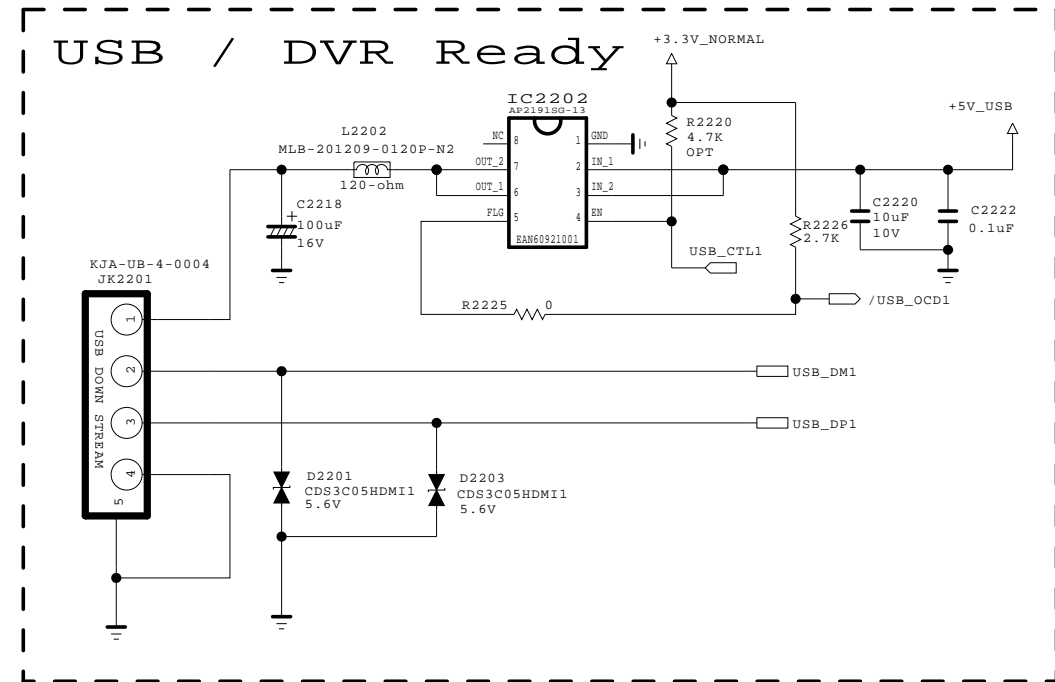 USB / DVR Ready
+3.3V_NORMAL
IC2202
AP2191SG-13
+5V_USB
R2220
4.7K
OPT
L2202
MLB-201209-0120P-N2
120-ohm
NC
8
1
GND
OUT_2
7
2
IN_1
OUT_1
6
3
IN_2
FLG
5
4
EN
EAN60921001
C2218
+
100uF
16V
R2226
2.7K
C2220
10uF
10V
C2222
0.1uF
USB_CTL1
KJA-UB-4-0004
JK2201
R2225
0
/USB_OCD1
1
2
3
4
5
USB DOWN STREAM
USB_DM1
USB_DP1
D2201
CDS3C05HDMI1
5.6V
D2203
CDS3C05HDMI1
5.6V